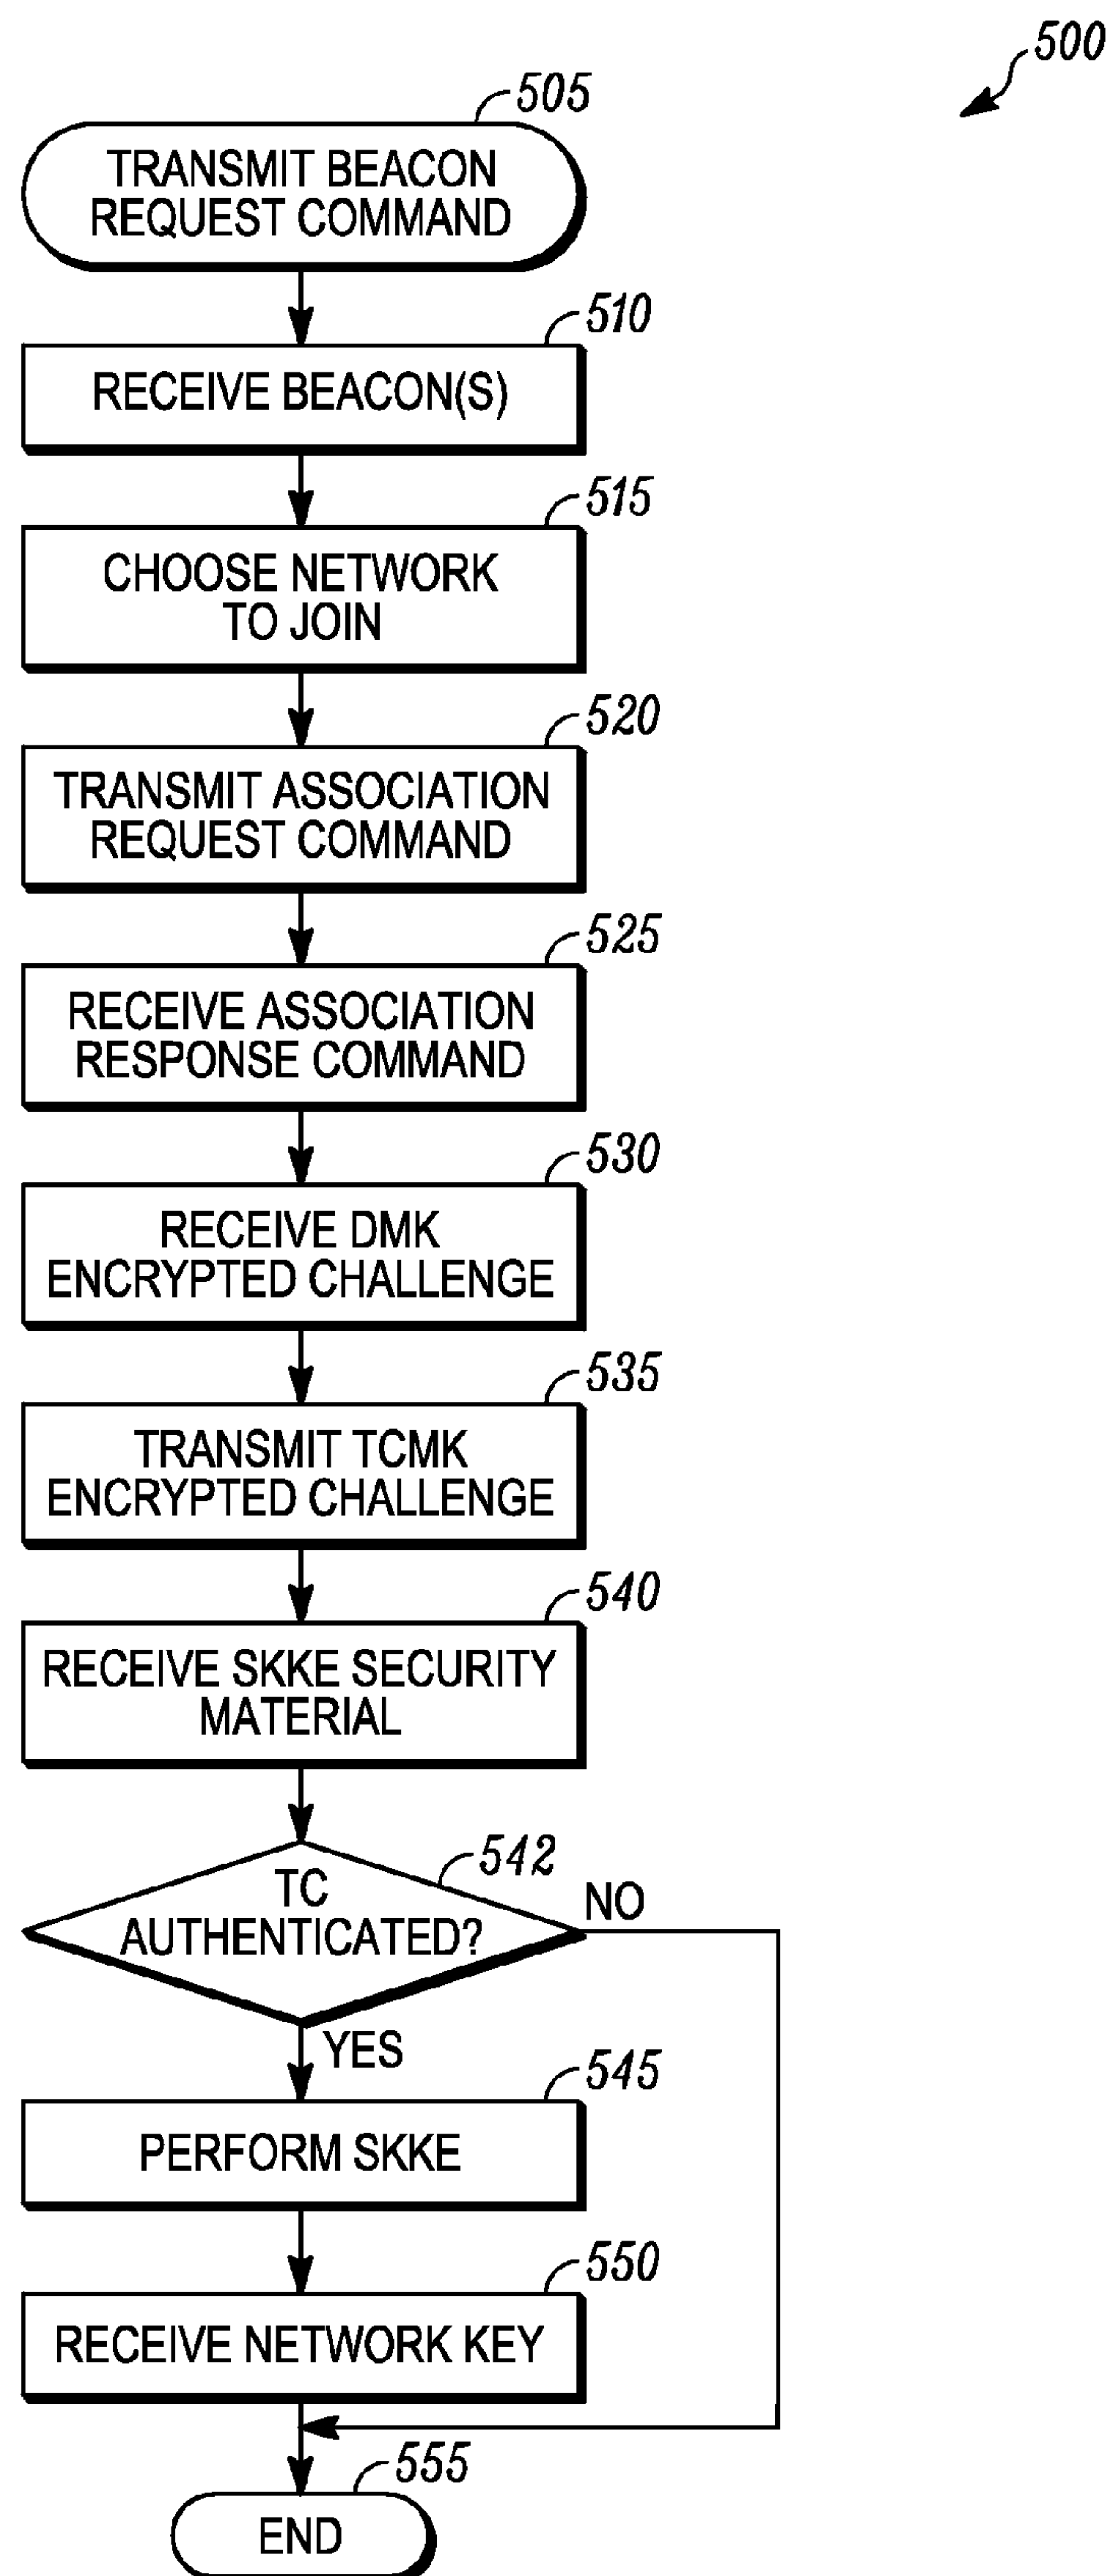 500
505
TRANSMIT BEACON
REQUEST COMMAND
510
RECEIVE BEACON(S)
515
CHOOSE NETWORK
TO JOIN
520
TRANSMIT ASSOCIATION
REQUEST COMMAND
525
RECEIVE ASSOCIATION
RESPONSE COMMAND
530
RECEIVE DMK
ENCRYPTED CHALLENGE
535
TRANSMIT TCMK
ENCRYPTED CHALLENGE
540
RECEIVE SKKE SECURITY
MATERIAL
542
TC
AUTHENTICATED?
NO
YES
545
PERFORM SKKE
550
RECEIVE NETWORK KEY
555
END